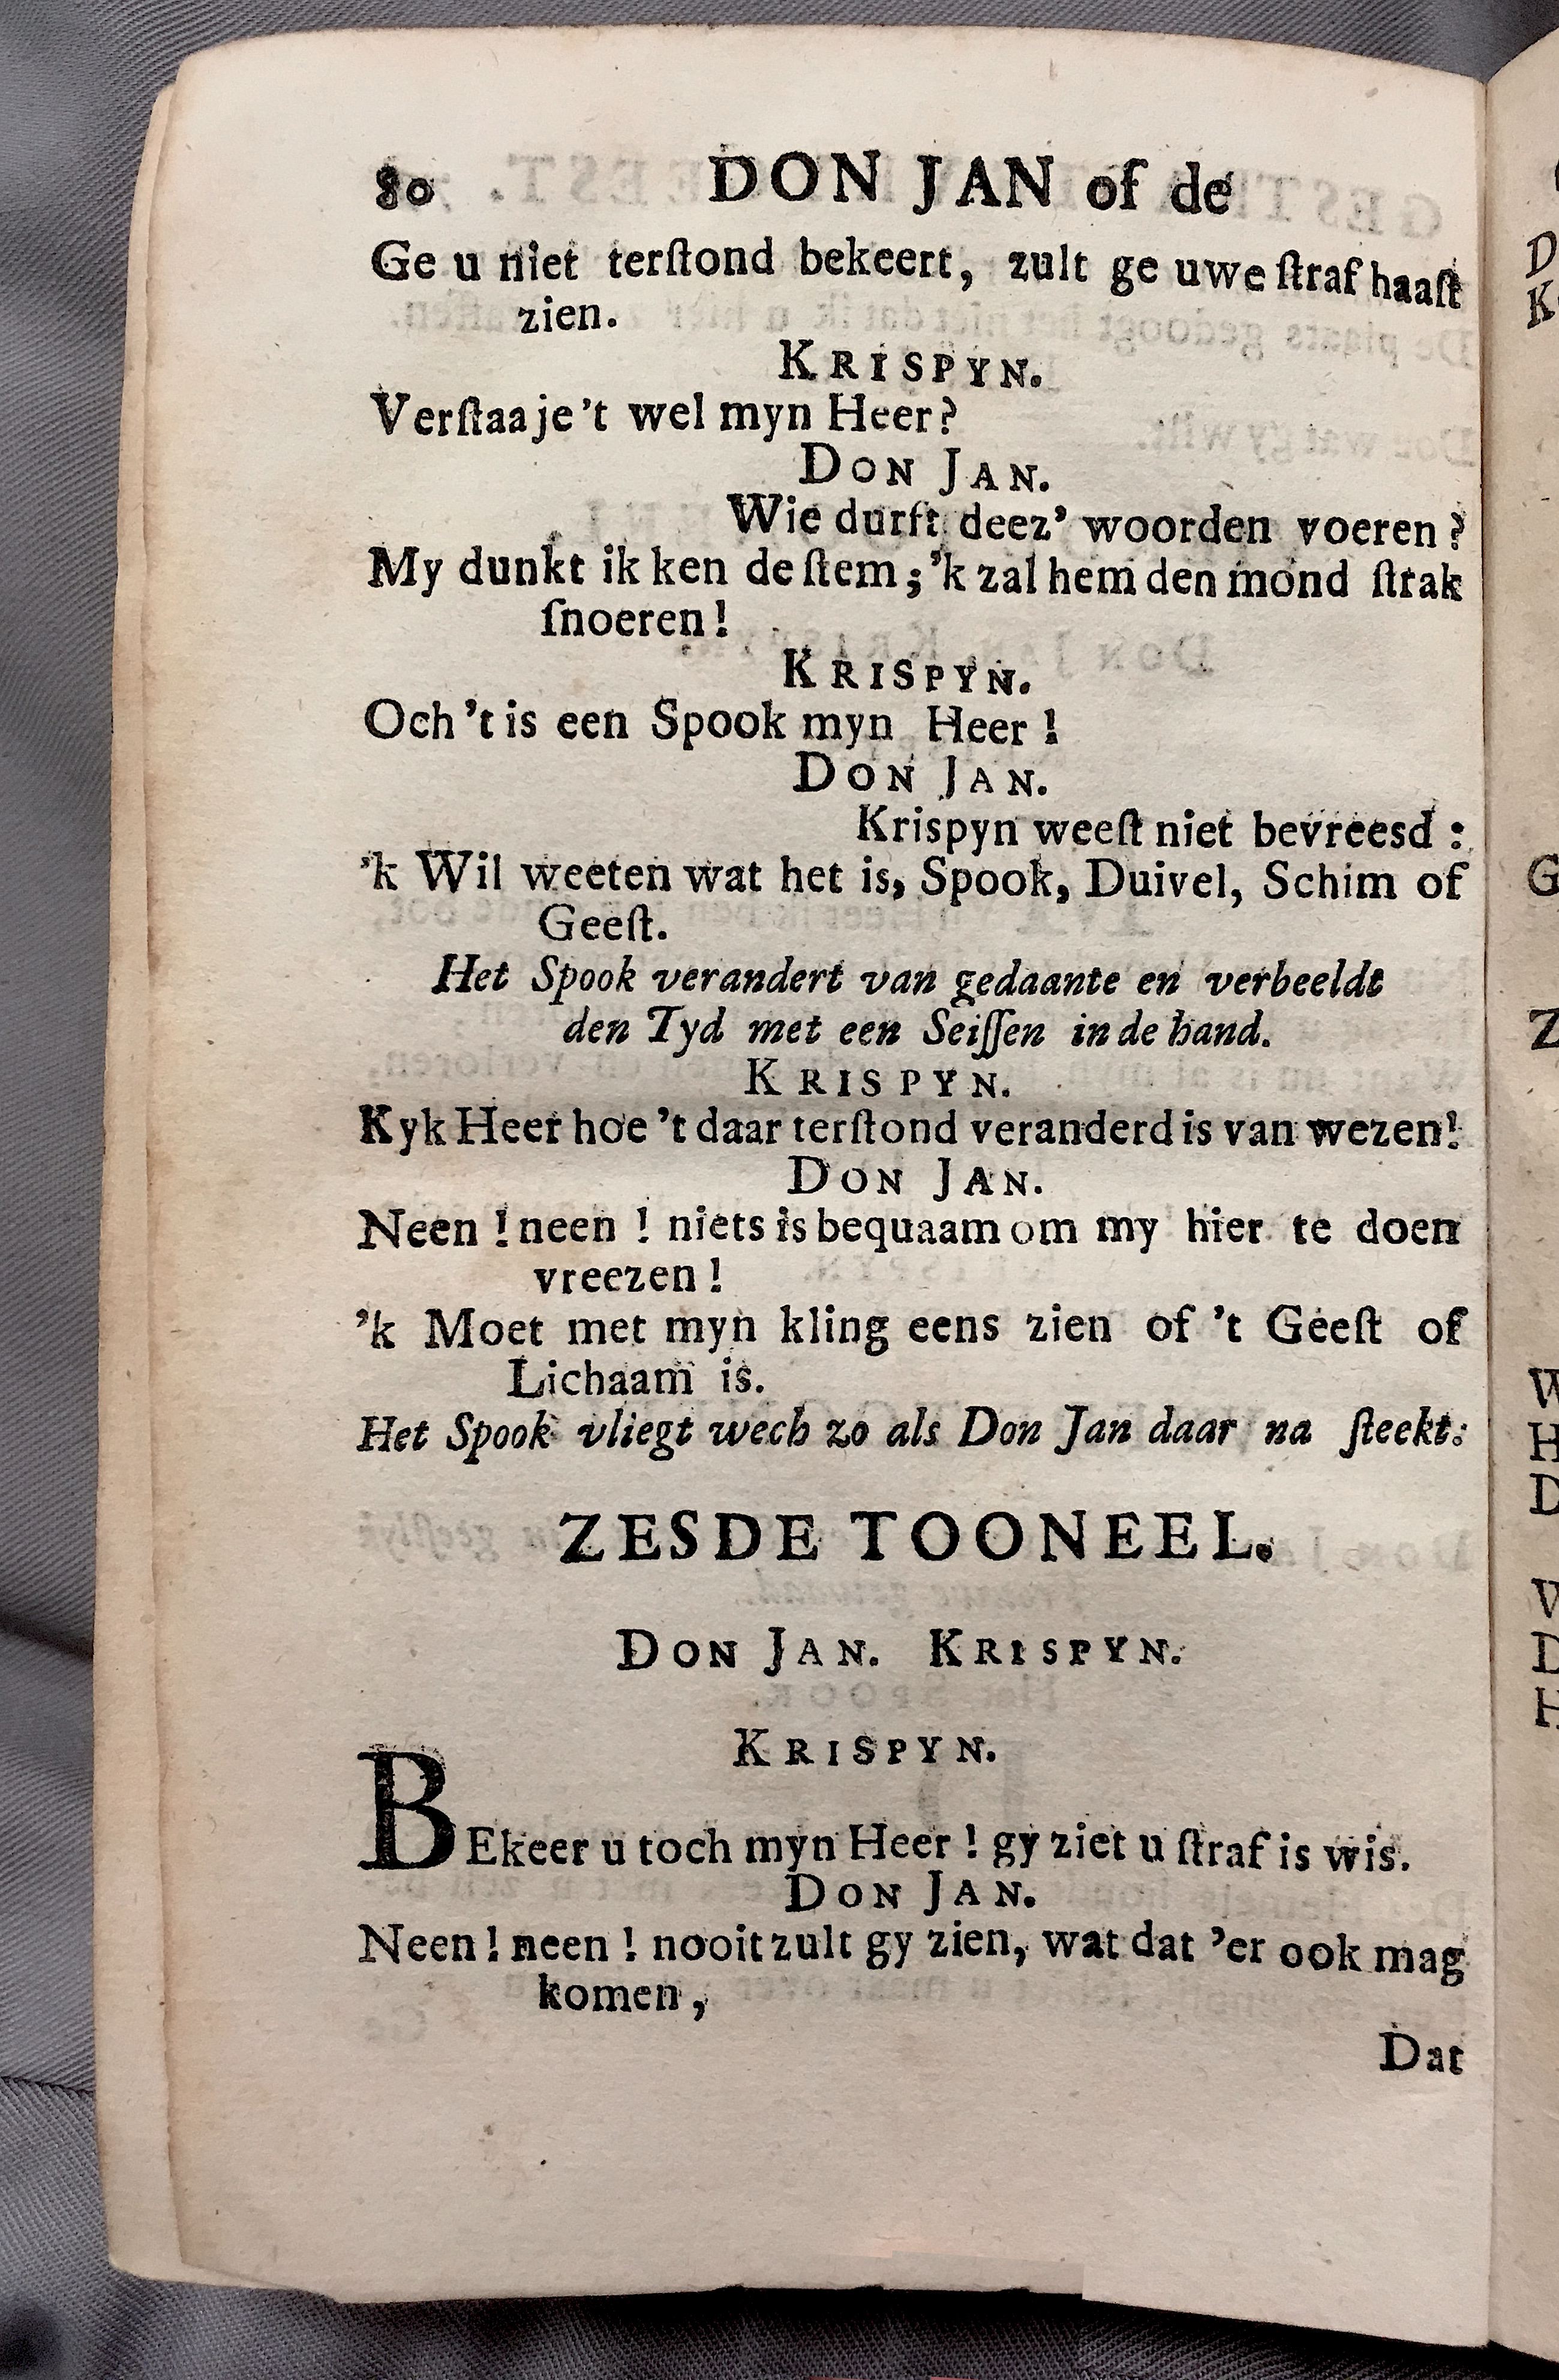 80 DON JAN of de
Ge u niet terſtond bekeert, zult ge uwe ſtraf haaſt
zien.
KRISPYN.
Verſtaaje't wel myn Heer?
DON JAN.
Wie durft deez' woorden voeren?
My dunkt ik ken de ſtem; 'k zal hem den mond ſtrak
ſnoeren!
KRISPYN.
Och 't is een Spook myn Heer!
DON JAN.
Krispyn weeſt niet bevreesd:
'k Wil weeten wat het is, Spook, Duivel, Schim of
Geeſt.
Het Spook verandert van gedaante en verbeeldt
den Tyd met een Seiſſen in de hand.
KRISPYN.
Kyk Heer hoe 't daar terſtond veranderd is van wezen!
DON JAN.
Neen! neen! niets is bequaam om my hier te doen
vreezen!
'k Moet met myn kling eens zien of 't Geeſt of
Lichaam is.
Het Spook vliegt wech zo als Don Jan daar na ſteekt:
ZESDE TOONEEL.
DON JAN. KRISPYN.
KRISPYN.
BEkeer u toch myn Heer! gy ziet u ſtraf is wis.
DON JAN.
Neen! neen! nooit zult gy zien, wat dat 'er ook mag
komen,
Dat